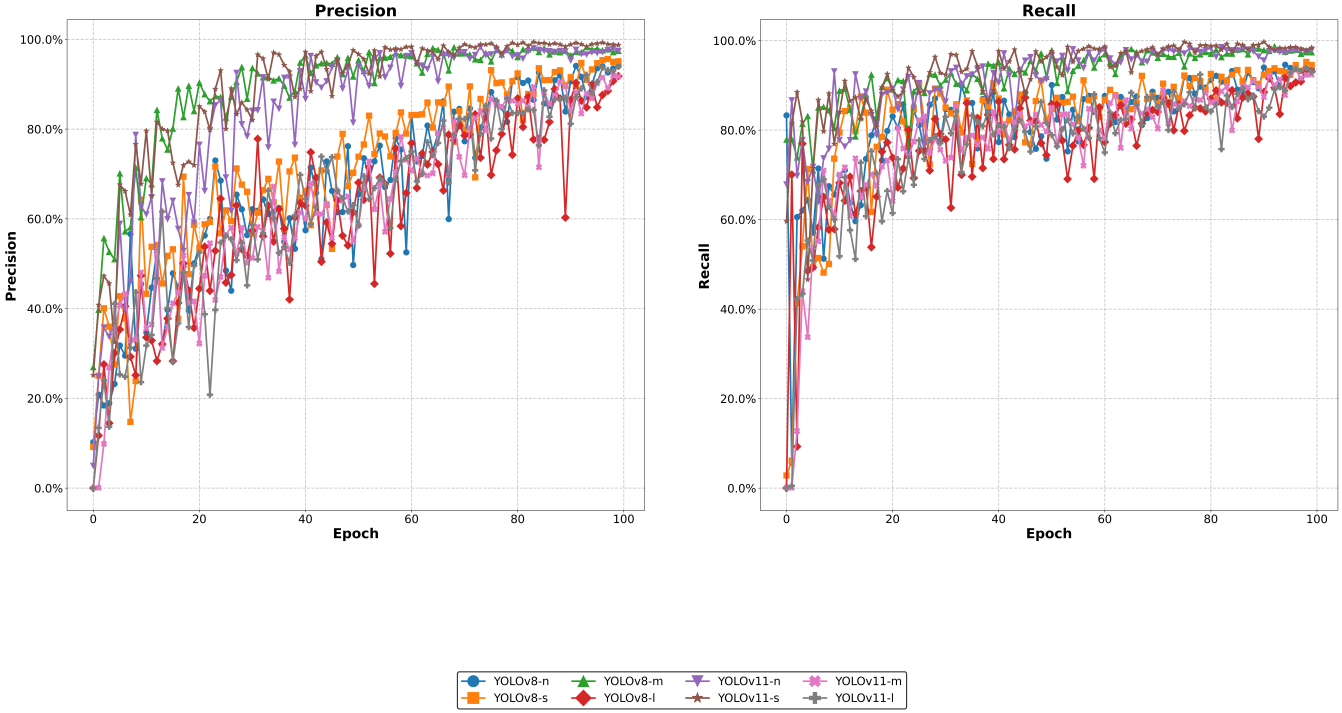 Precision
Recall
100.0%
80.0%
60.0%
40.0%
20.0%
0.0%
Precision
0 20 40 60 80 100
Epoch
100.0%
80.0%
60.0%
40.0%
20.0%
0.0%
Recall
0 20 40 60 80 100
Epoch
YOLOv8-n YOLOv8-m YOLOv11-n YOLOv11-m
YOLOv8-s YOLOv8-l YOLOv11-s YOLOv11-l